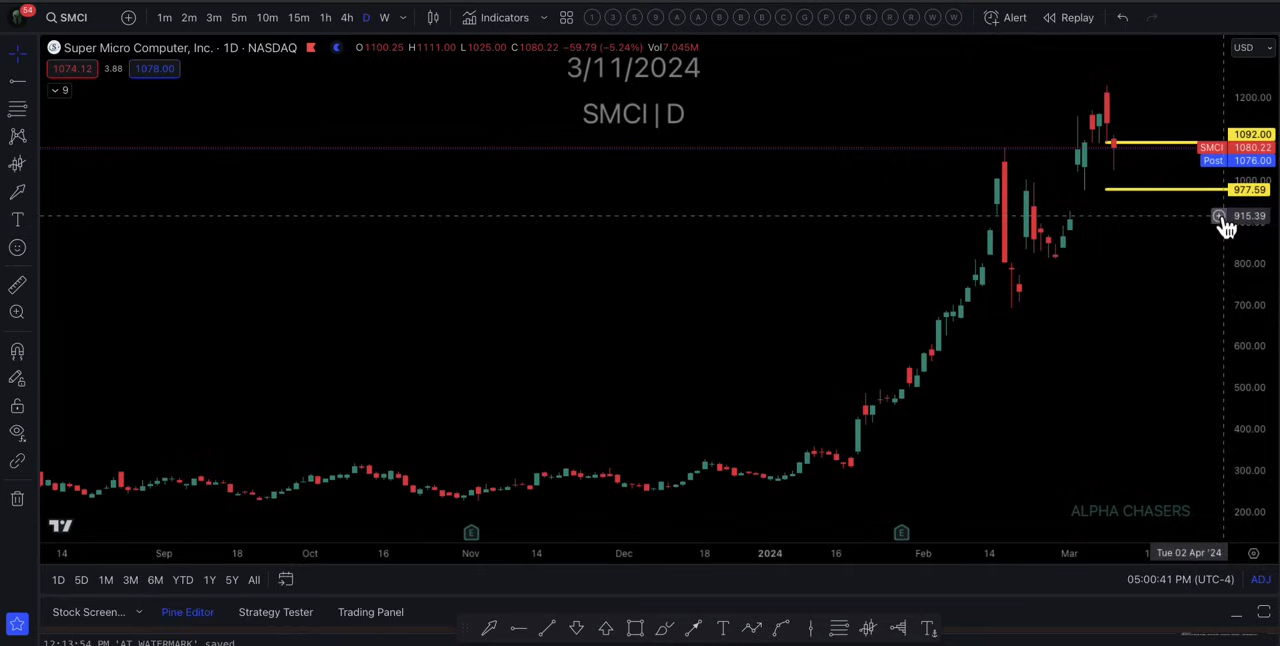 54
SMCI
1m 2m 3m 5m 10m 15m 1h 4h D W
Indicators
1 3 5 9 A A B B B C G P P R R R W W
Alert
Replay
Super Micro Computer, Inc. · 1D · NASDAQ
O1100.25 H1111.00 L1025.00 C1080.22 −59.79 (−5.24%) Vol7.045M
USD
1074.12 3.88 1078.00
9
3/11/2024
SMCI | D
1200.00
1092.00
SMCI 1080.22
Post 1076.00
1000.00
977.59
915.39
800.00
700.00
600.00
500.00
400.00
300.00
200.00
ALPHA CHASERS
E E
14 Sep 18 Oct 16 Nov 14 Dec 18 2024 16 Feb 14 Mar
Tue 02 Apr '24
1D 5D 1M 3M 6M YTD 1Y 5Y All
05:00:41 PM (UTC-4) ADJ
Stock Screen... Pine Editor Strategy Tester Trading Panel
12:13:54 PM 'AT WATERMARK' saved